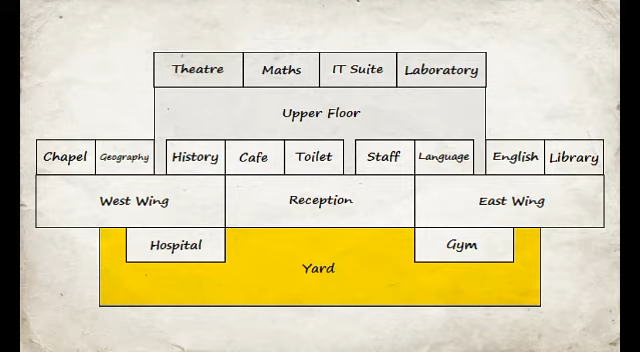 Theatre
Maths
IT Suite
Laboratory
Upper Floor
Chapel
Geography
History
Cafe
Toilet
Staff
Language
English
Library
West Wing
Reception
East Wing
Hospital
Gym
Yard